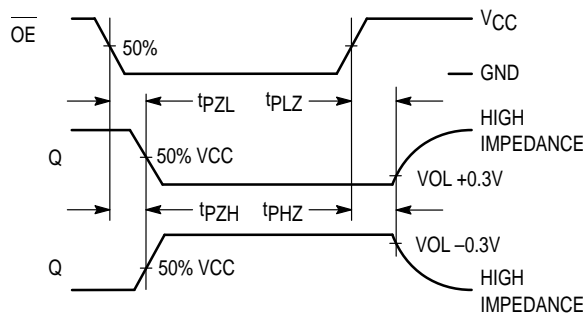 OE
50%
VCC
GND
tPZL
tPLZ
HIGH
IMPEDANCE
Q
50% VCC
VOL +0.3V
tPZH
tPHZ
VOL –0.3V
Q
50% VCC
HIGH
IMPEDANCE